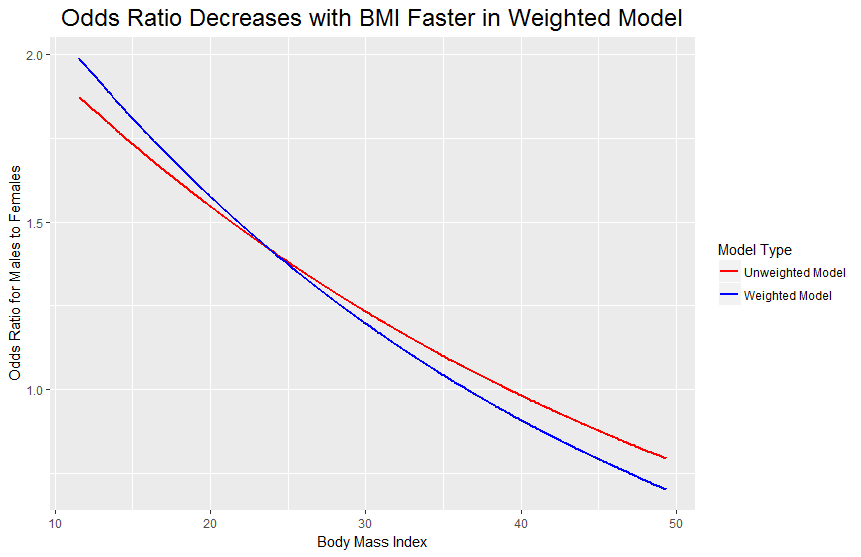 Odds Ratio Decreases with BMI Faster in Weighted Model
2.0
1.5
1.0
Odds Ratio for Males to Females
10 20 30 40 50
Body Mass Index
Model Type
Unweighted Model
Weighted Model